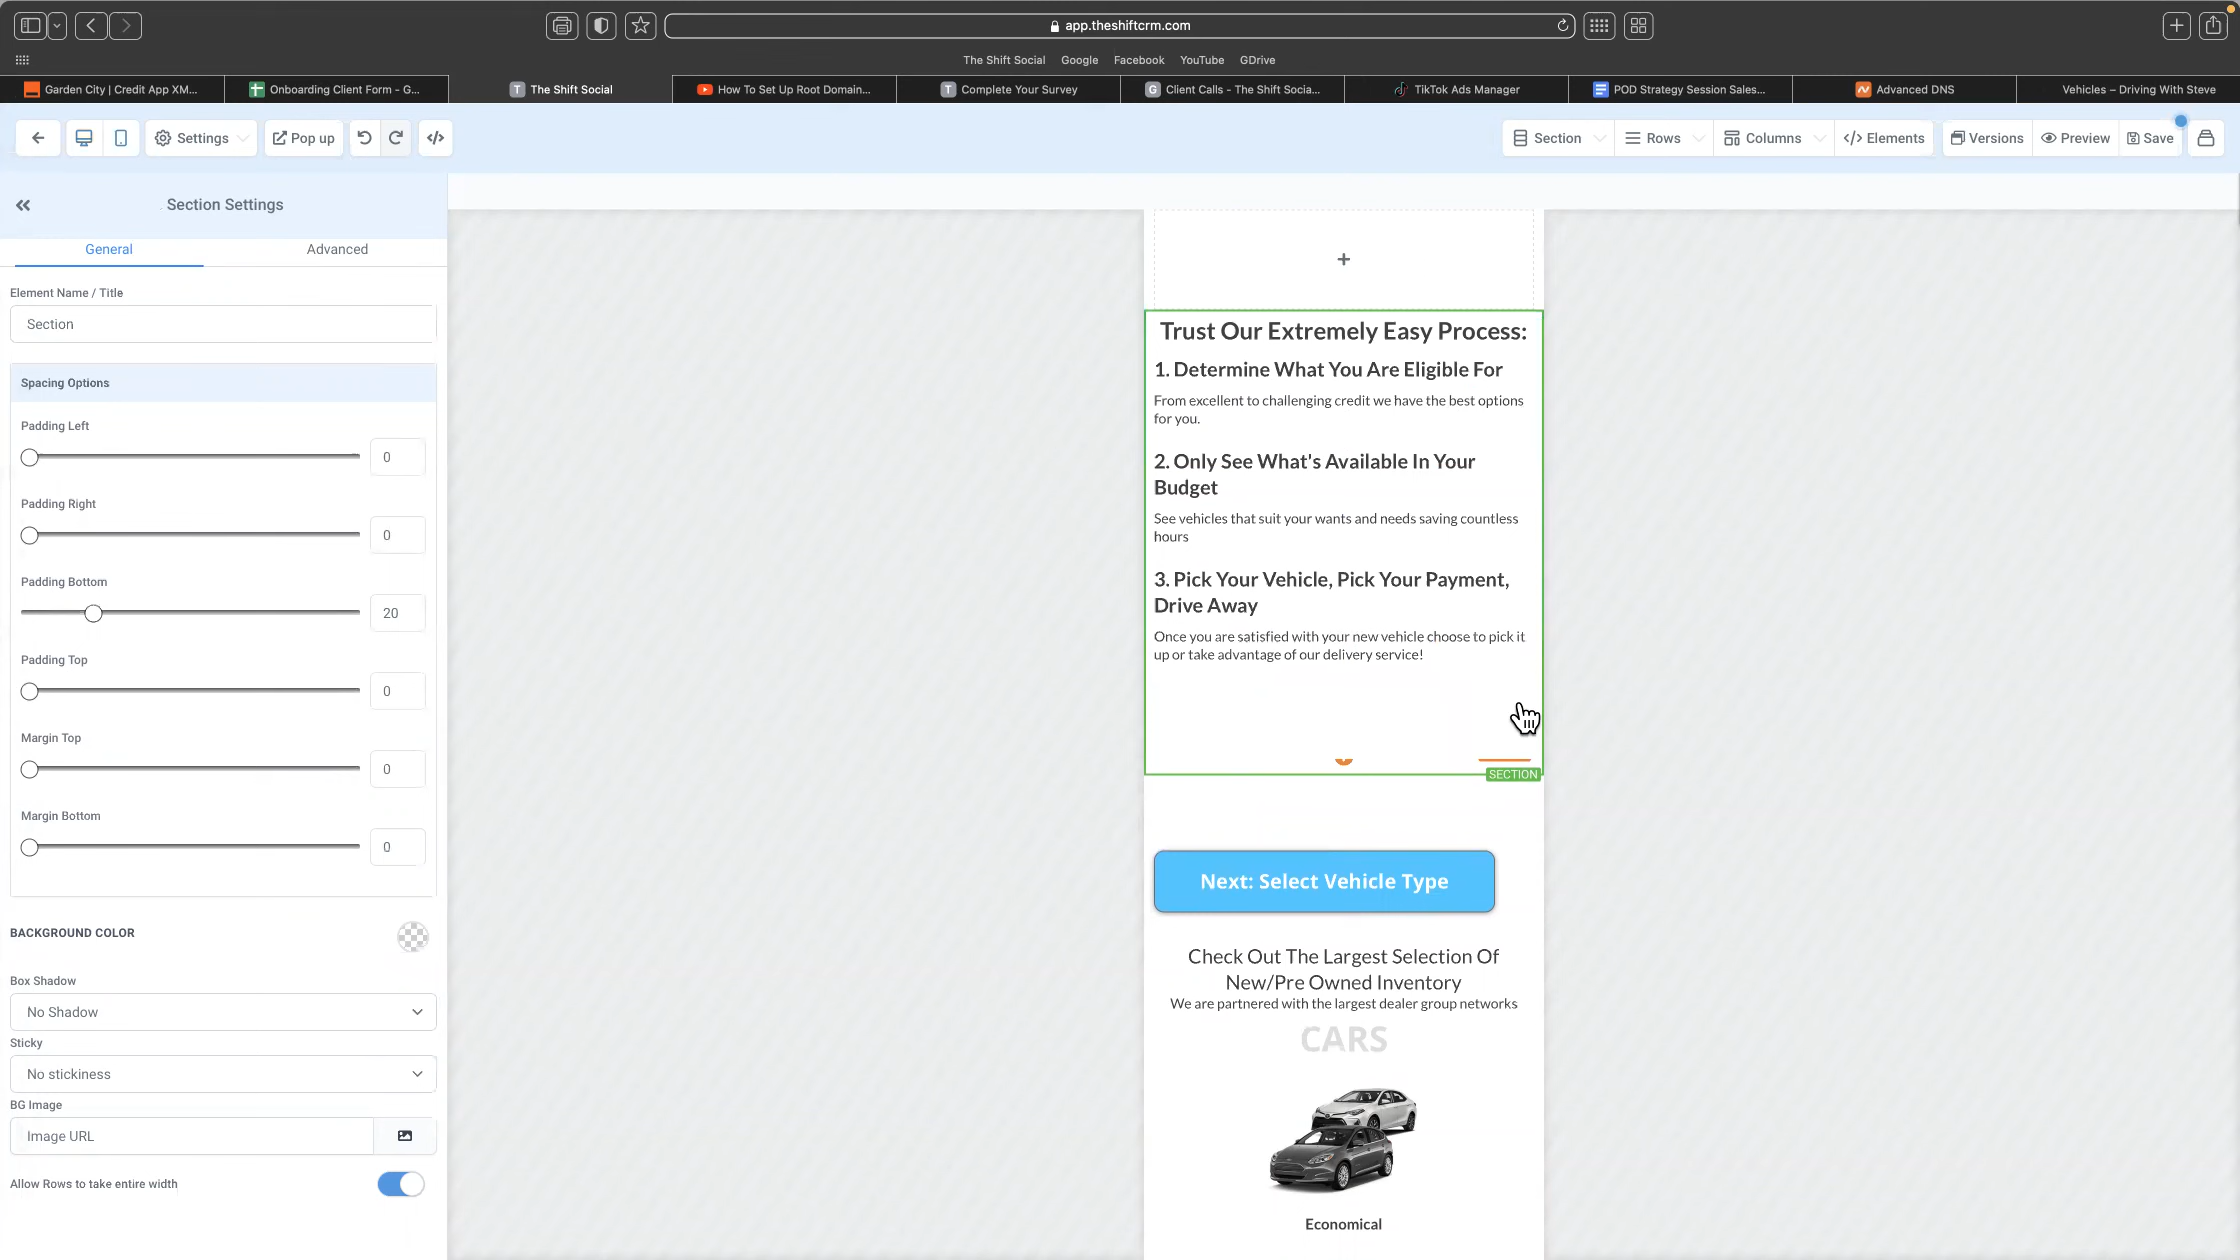 app.theshiftcrm.com
The Shift Social Google Facebook YouTube GDrive
Garden City | Credit App XM...
Onboarding Client Form - G...
The Shift Social
How To Set Up Root Domain...
Complete Your Survey
Client Calls - The Shift Socia...
TikTok Ads Manager
POD Strategy Session Sales...
Advanced DNS
Vehicles – Driving With Steve
Settings
Pop up
Section
Rows
Columns
Elements
Versions
Preview
Save
Section Settings
General
Advanced
Element Name / Title
Section
Spacing Options
Padding Left
0
Padding Right
0
Padding Bottom
20
Padding Top
0
Margin Top
0
Margin Bottom
0
BACKGROUND COLOR
Box Shadow
No Shadow
Sticky
No stickiness
BG Image
Image URL
Allow Rows to take entire width
Trust Our Extremely Easy Process:
1. Determine What You Are Eligible For
From excellent to challenging credit we have the best options
for you.
2. Only See What's Available In Your
Budget
See vehicles that suit your wants and needs saving countless
hours
3. Pick Your Vehicle, Pick Your Payment,
Drive Away
Once you are satisfied with your new vehicle choose to pick it
up or take advantage of our delivery service!
SECTION
Next: Select Vehicle Type
Check Out The Largest Selection Of
New/Pre Owned Inventory
We are partnered with the largest dealer group networks
CARS
Economical